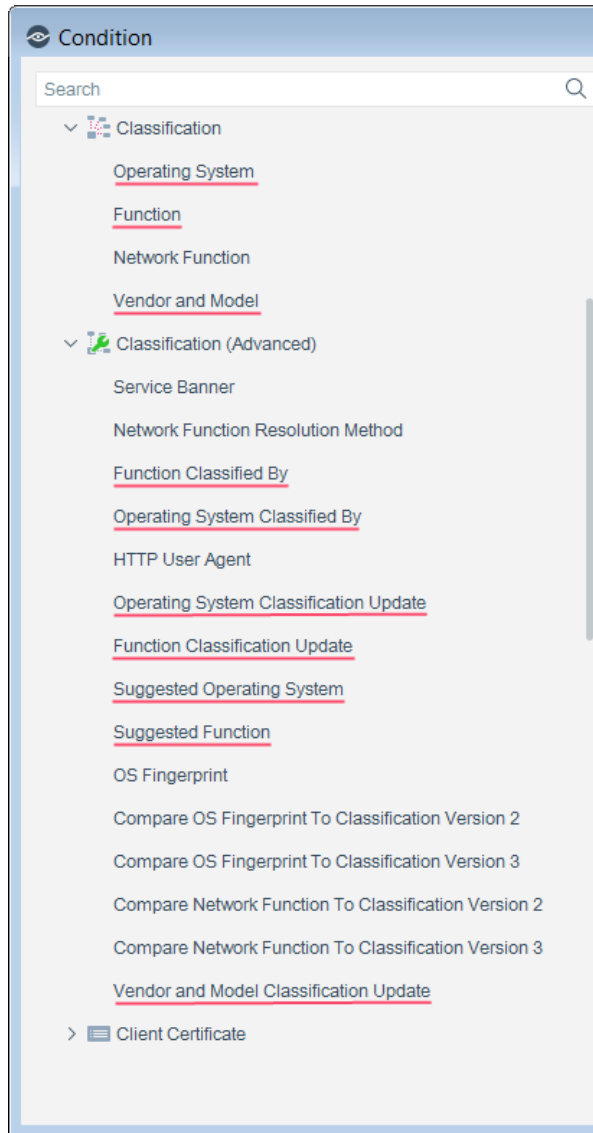 Condition
Search
Classification
Operating System
Function
Network Function
Vendor and Model
Classification (Advanced)
Service Banner
Network Function Resolution Method
Function Classified By
Operating System Classified By
HTTP User Agent
Operating System Classification Update
Function Classification Update
Suggested Operating System
Suggested Function
OS Fingerprint
Compare OS Fingerprint To Classification Version 2
Compare OS Fingerprint To Classification Version 3
Compare Network Function To Classification Version 2
Compare Network Function To Classification Version 3
Vendor and Model Classification Update
Client Certificate